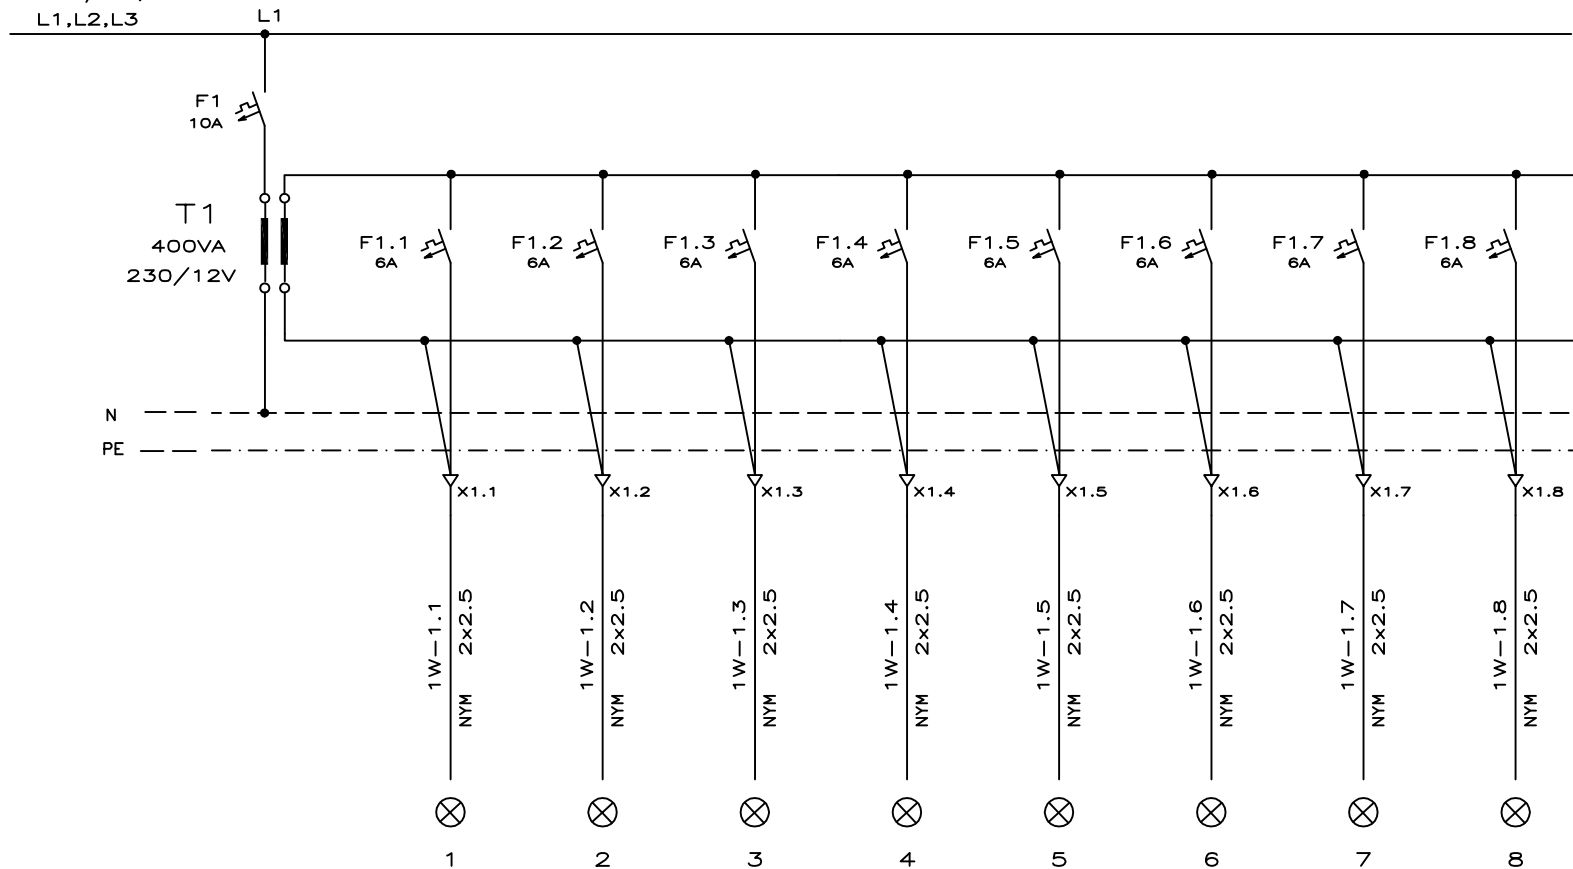 L1,L2,L3
L1
F1
10A
T1
400VA
230/12V
F1.1
6A
F1.2
6A
F1.3
6A
F1.4
6A
F1.5
6A
F1.6
6A
F1.7
6A
F1.8
6A
N
PE
X1.1
X1.2
X1.3
X1.4
X1.5
X1.6
X1.7
X1.8
1W-1.1
NYM 2x2.5
1W-1.2
NYM 2x2.5
1W-1.3
NYM 2x2.5
1W-1.4
NYM 2x2.5
1W-1.5
NYM 2x2.5
1W-1.6
NYM 2x2.5
1W-1.7
NYM 2x2.5
1W-1.8
NYM 2x2.5
1
2
3
4
5
6
7
8